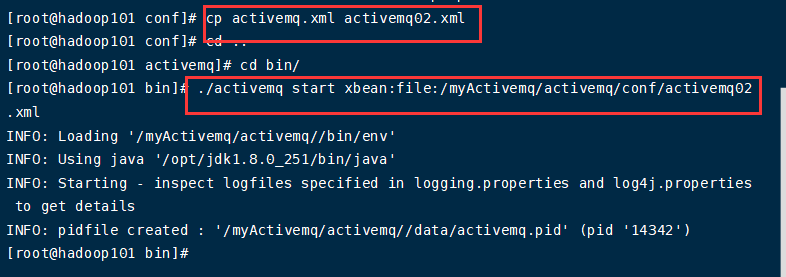 [root@hadoop101 conf]# cp activemq.xml activemq02.xml
[root@hadoop101 conf]# cd ..
[root@hadoop101 activemq]# cd bin/
[root@hadoop101 bin]# ./activemq start xbean:file:/myActivemq/activemq/conf/activemq02
.xml
INFO: Loading '/myActivemq/activemq//bin/env'
INFO: Using java '/opt/jdk1.8.0_251/bin/java'
INFO: Starting - inspect logfiles specified in logging.properties and log4j.properties
 to get details
INFO: pidfile created : '/myActivemq/activemq//data/activemq.pid' (pid '14342')
[root@hadoop101 bin]#